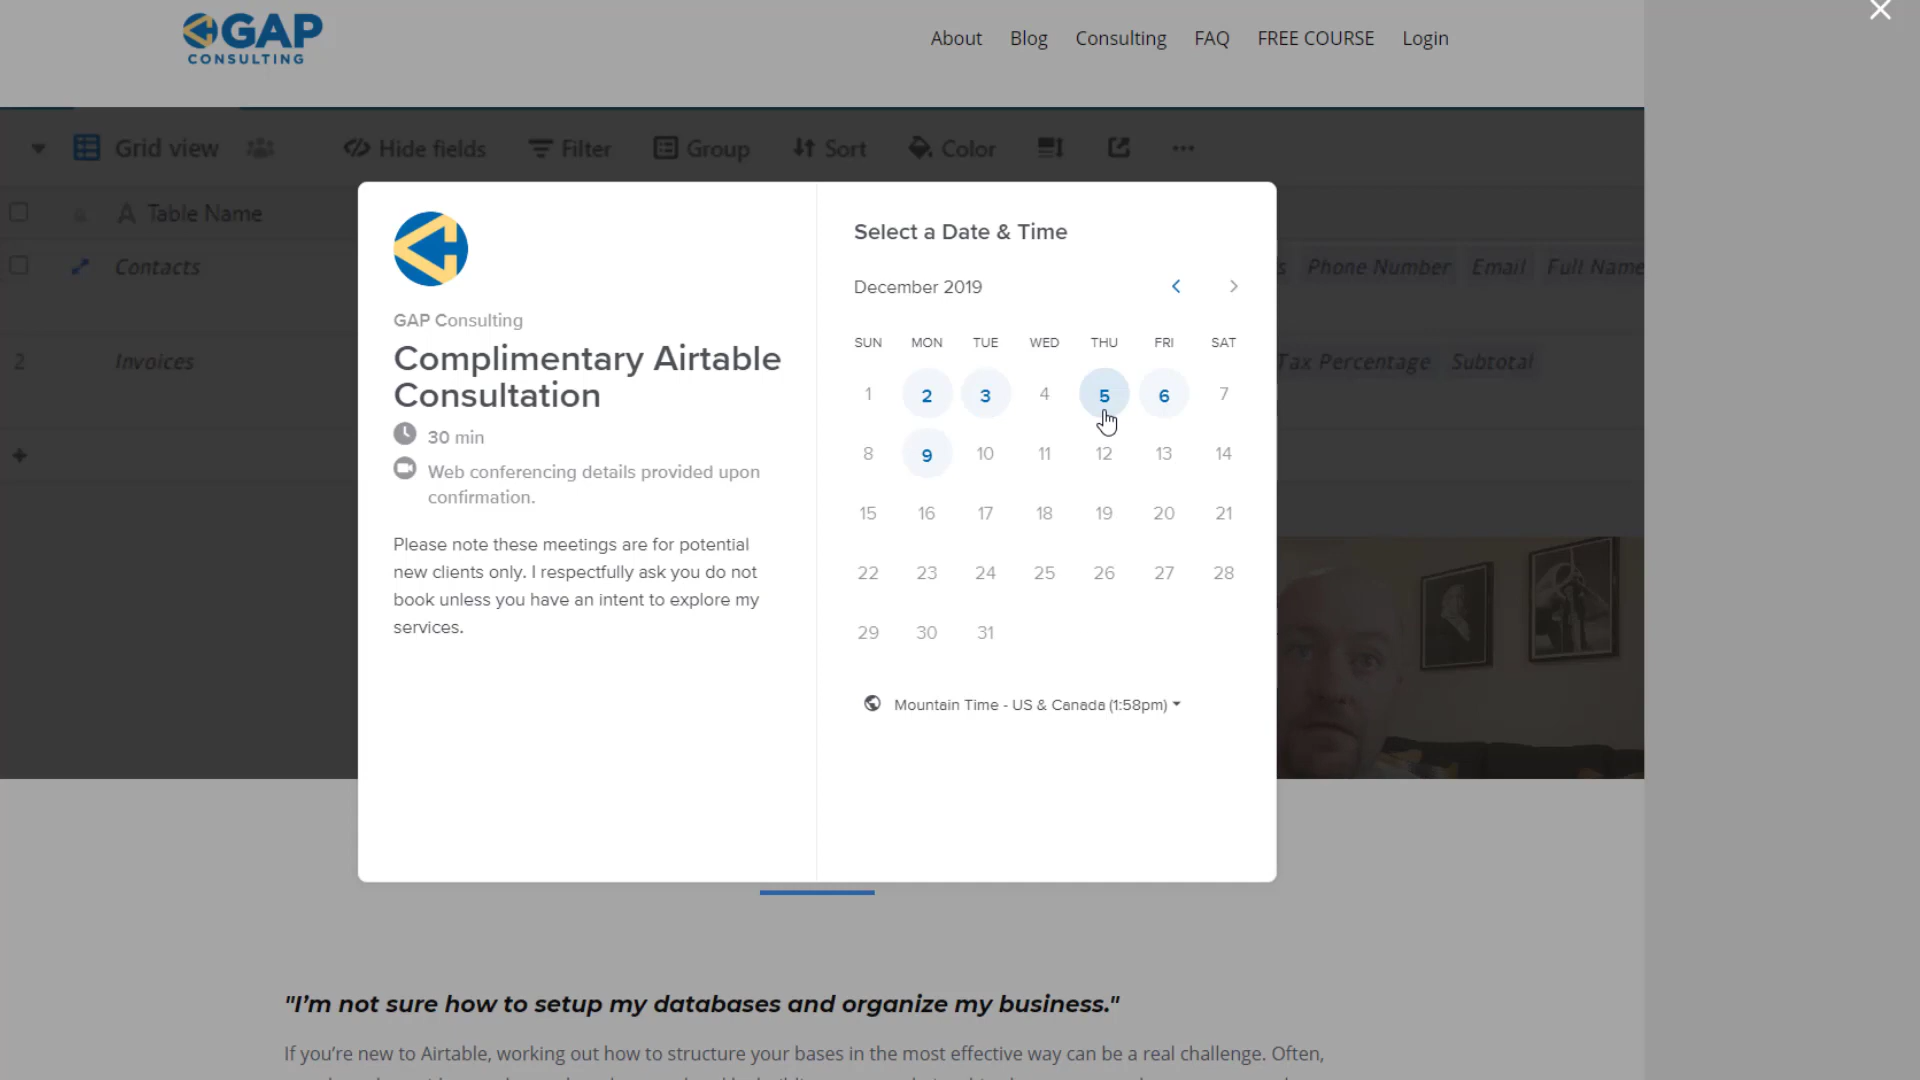 GAP
CONSULTING
About Blog Consulting FAQ FREE COURSE Login
Grid view Hide fields Filter Group Sort Color
Table Name
Contacts
Phone Number Email Full Name
2 Invoices
Tax Percentage Subtotal
GAP Consulting
Complimentary Airtable
Consultation
30 min
Web conferencing details provided upon
confirmation.
Please note these meetings are for potential
new clients only. I respectfully ask you do not
book unless you have an intent to explore my
services.
Select a Date & Time
December 2019
SUN MON TUE WED THU FRI SAT
1 2 3 4 5 6 7
8 9 10 11 12 13 14
15 16 17 18 19 20 21
22 23 24 25 26 27 28
29 30 31
Mountain Time - US & Canada (1:58pm)
"I'm not sure how to setup my databases and organize my business."
If you're new to Airtable, working out how to structure your bases in the most effective way can be a real challenge. Often,